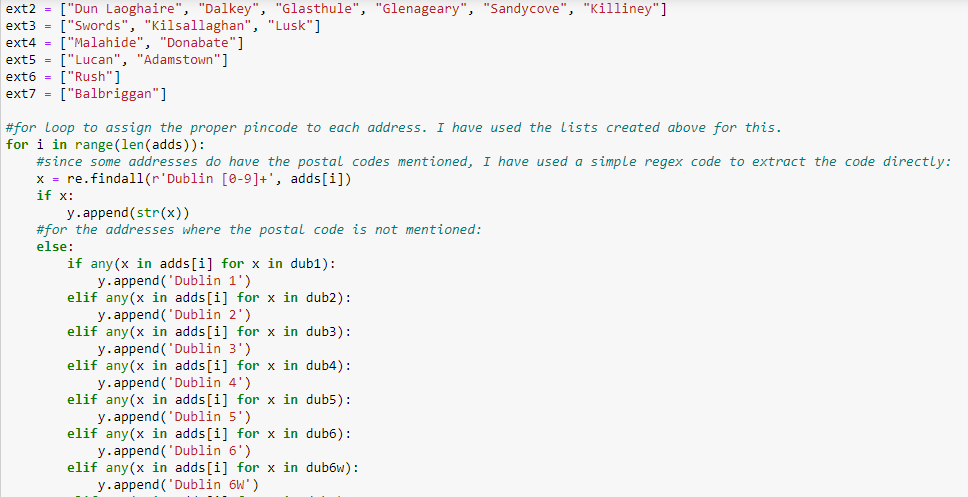 ext2 = ["Dun Laoghaire", "Dalkey", "Glasthule", "Glenageary", "Sandycove", "Killiney"]
ext3 = ["Swords", "Kilsallaghan", "Lusk"]
ext4 = ["Malahide", "Donabate"]
ext5 = ["Lucan", "Adamstown"]
ext6 = ["Rush"]
ext7 = ["Balbriggan"]

#for loop to assign the proper pincode to each address. I have used the lists created above for this.
for i in range(len(adds)):
    #since some addresses do have the postal codes mentioned, I have used a simple regex code to extract the code directly:
    x = re.findall(r'Dublin [0-9]+', adds[i])
    if x:
        y.append(str(x))
    #for the addresses where the postal code is not mentioned:
    else:
        if any(x in adds[i] for x in dub1):
            y.append('Dublin 1')
        elif any(x in adds[i] for x in dub2):
            y.append('Dublin 2')
        elif any(x in adds[i] for x in dub3):
            y.append('Dublin 3')
        elif any(x in adds[i] for x in dub4):
            y.append('Dublin 4')
        elif any(x in adds[i] for x in dub5):
            y.append('Dublin 5')
        elif any(x in adds[i] for x in dub6):
            y.append('Dublin 6')
        elif any(x in adds[i] for x in dub6w):
            y.append('Dublin 6W')